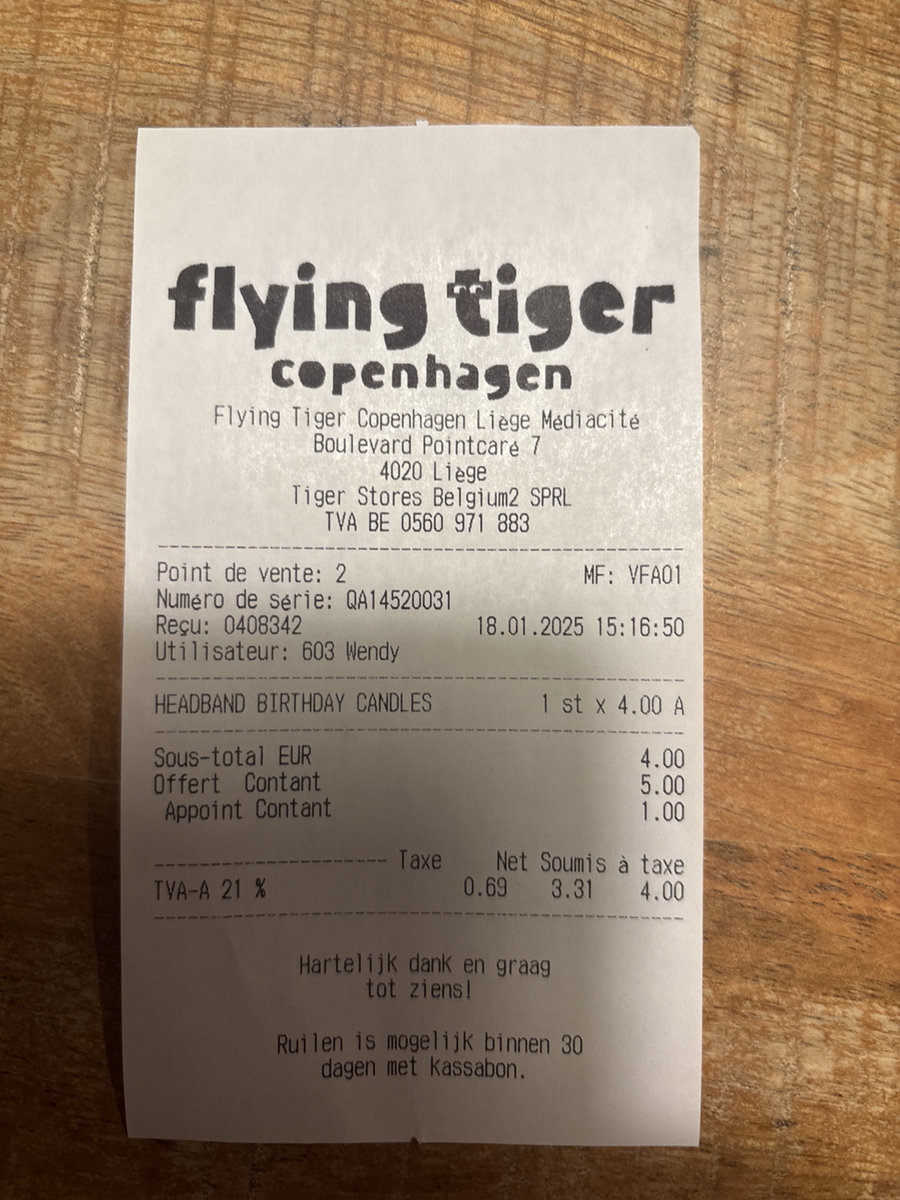 flying tiger
copenhagen
Flying Tiger Copenhagen Liège Médiacité
Boulevard Pointcaré 7
4020 Liège
Tiger Stores Belgium2 SPRL
TVA BE 0560 971 883
Point de vente: 2 MF: VFA01
Numéro de série: QA14520031
Reçu: 0408342 18.01.2025 15:16:50
Utilisateur: 603 Wendy
HEADBAND BIRTHDAY CANDLES 1 st x 4.00 A
Sous-total EUR 4.00
Offert Contant 5.00
Appoint Contant 1.00
Taxe Net Soumis à taxe
TVA-A 21 % 0.69 3.31 4.00
Hartelijk dank en graag
tot ziens!
Ruilen is mogelijk binnen 30
dagen met kassabon.